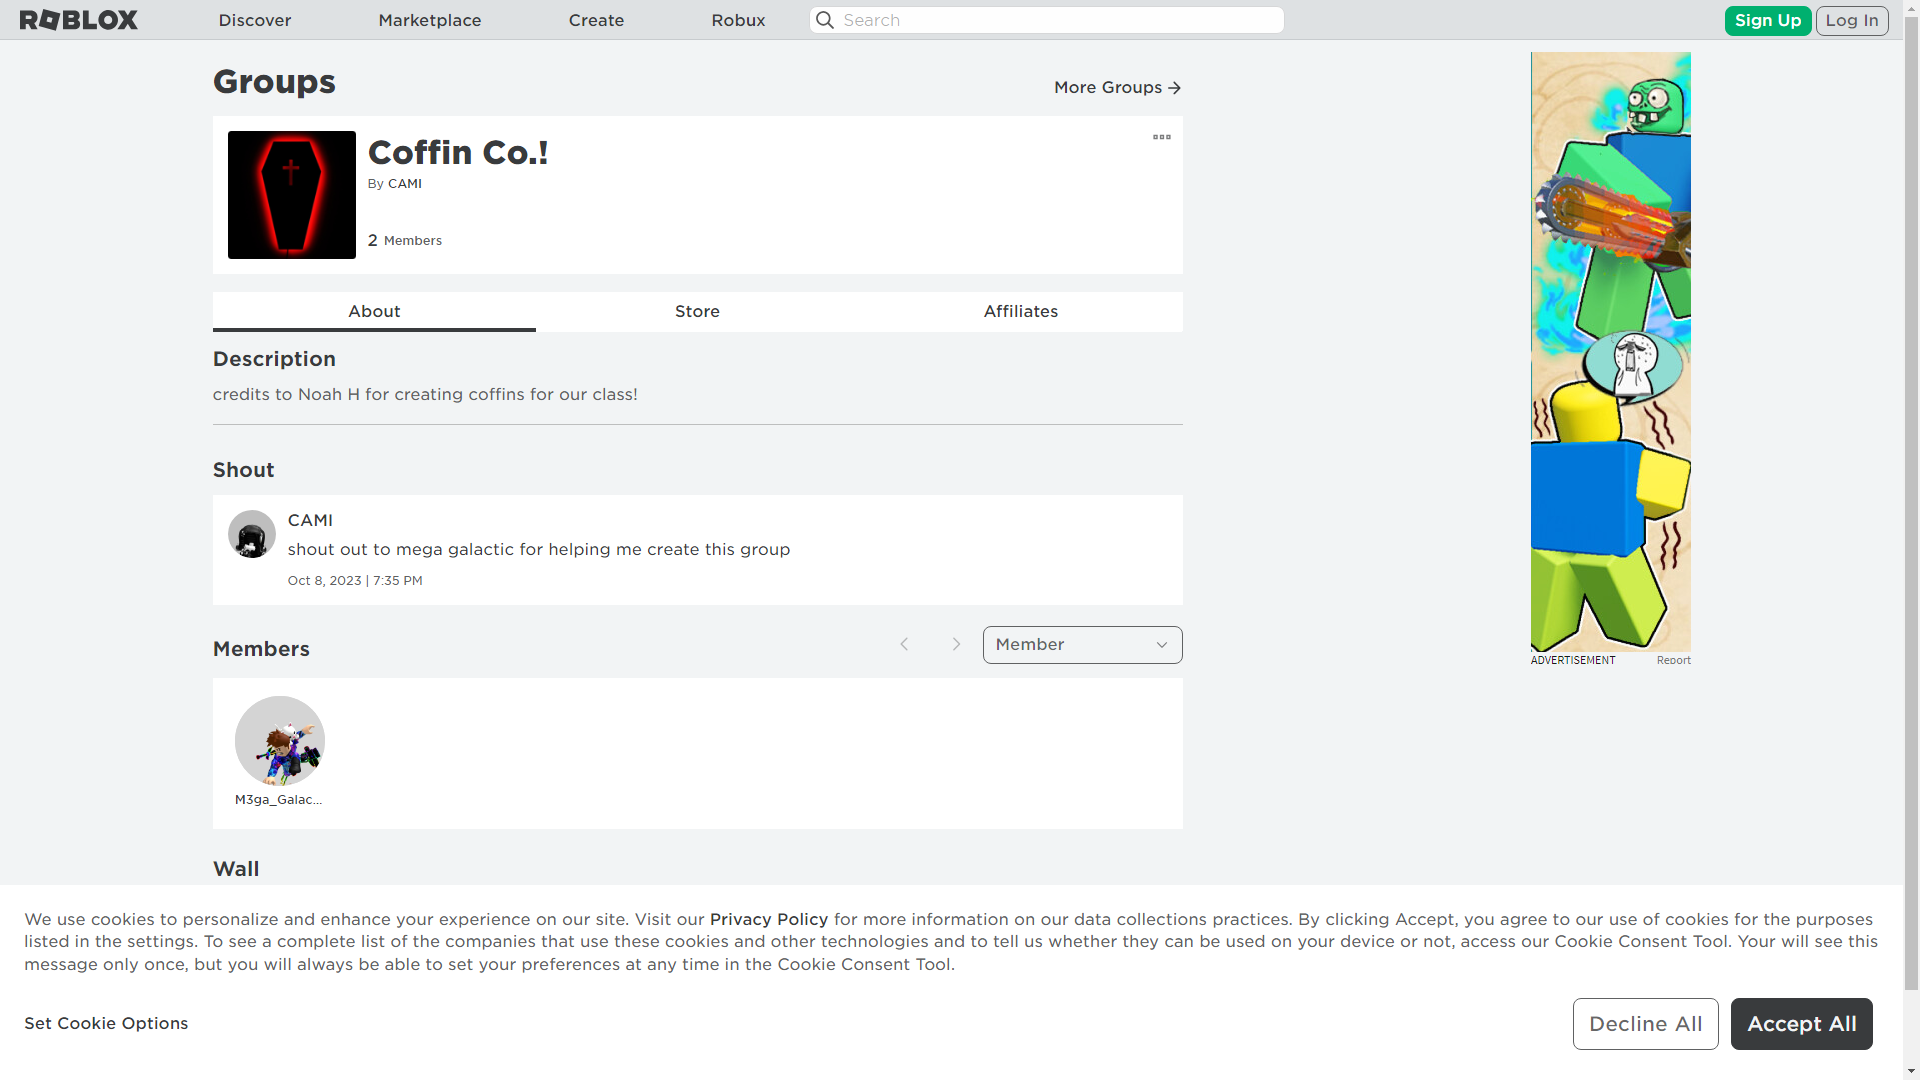 ROBLOX
Discover
Marketplace
Create
Robux
Search
Sign Up
Log In
Groups
More Groups
Coffin Co.!
By CAMI
2 Members
About
Store
Affiliates
Description
credits to Noah H for creating coffins for our class!
Shout
CAMI
shout out to mega galactic for helping me create this group
Oct 8, 2023 | 7:35 PM
Members
Member
M3ga_Galac...
Wall
ADVERTISEMENT
Report
We use cookies to personalize and enhance your experience on our site. Visit our Privacy Policy for more information on our data collections practices. By clicking Accept, you agree to our use of cookies for the purposes
listed in the settings. To see a complete list of the companies that use these cookies and other technologies and to tell us whether they can be used on your device or not, access our Cookie Consent Tool. Your will see this
message only once, but you will always be able to set your preferences at any time in the Cookie Consent Tool.
Set Cookie Options
Decline All
Accept All